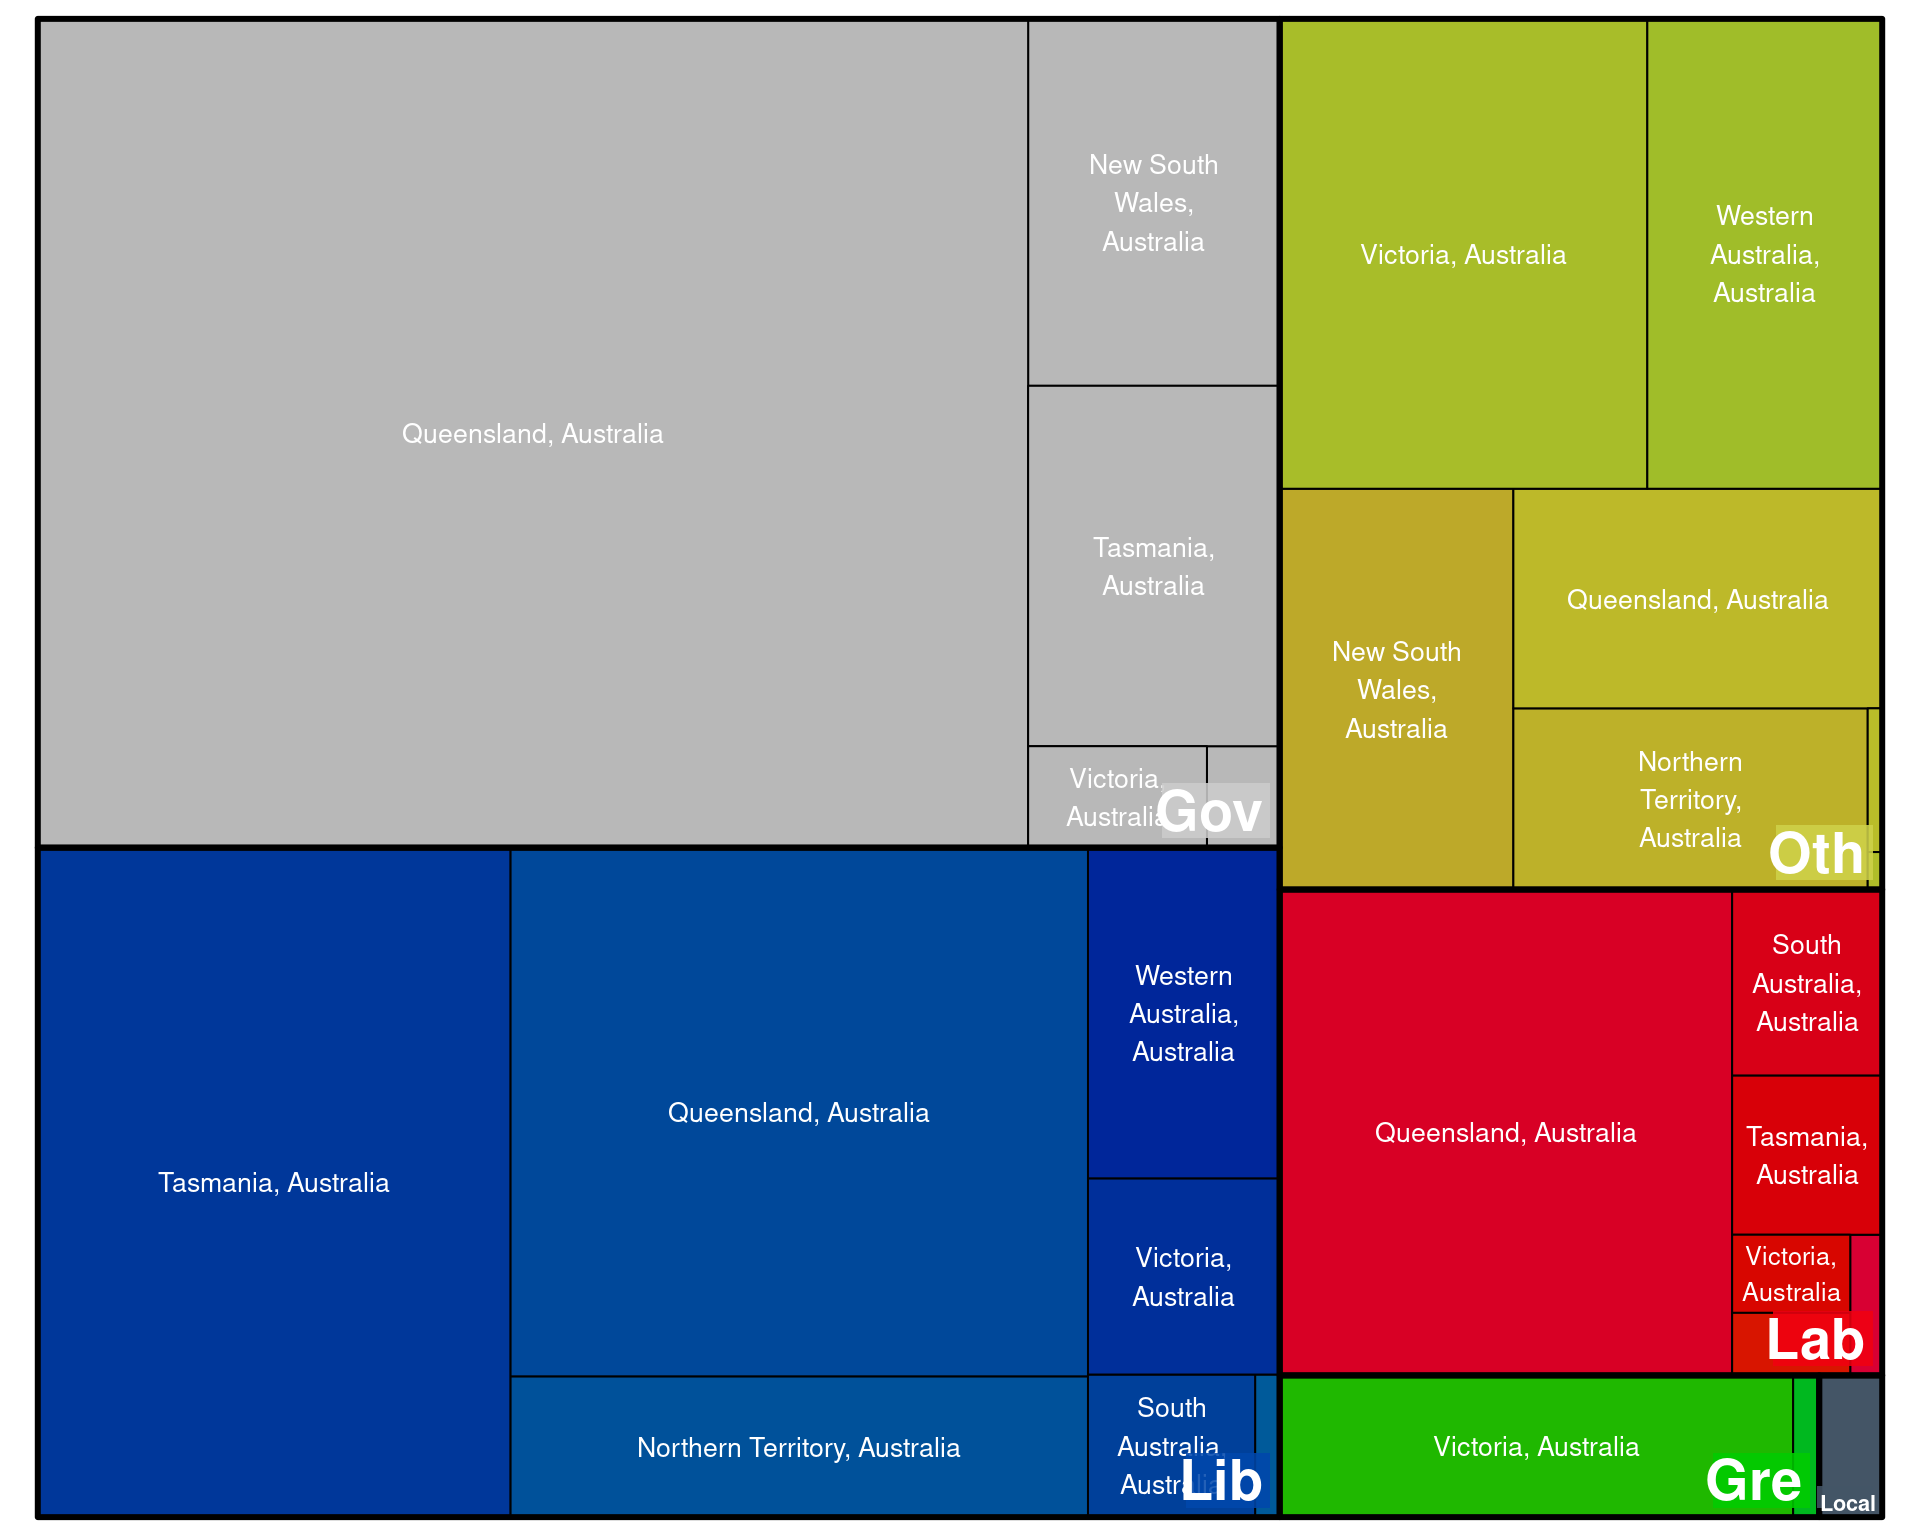 Queensland, Australia
New South
Wales,
Australia
Tasmania,
Australia
Victoria,
Australia
Gov
Victoria, Australia
Western
Australia,
Australia
New South
Wales,
Australia
Queensland, Australia
Northern
Territory,
Australia
Oth
Tasmania, Australia
Queensland, Australia
Western
Australia,
Australia
Victoria,
Australia
Northern Territory, Australia
South
Australia,
Australia
Lib
Queensland, Australia
South
Australia,
Australia
Tasmania,
Australia
Victoria,
Australia
Lab
Victoria, Australia
Gre
Local